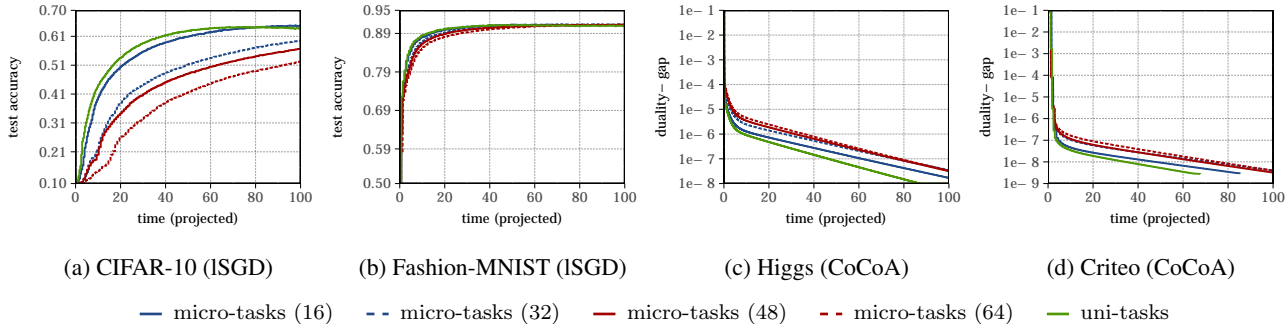 test accuracy
0.70
0.61
0.51
0.41
0.31
0.21
0.10
0 20 40 60 80 100
time (projected)
(a) CIFAR-10 (lSGD)
test accuracy
0.95
0.89
0.79
0.69
0.60
0.50
0 20 40 60 80 100
time (projected)
(b) Fashion-MNIST (lSGD)
duality− gap
1e− 1
1e− 2
1e− 3
1e− 4
1e− 5
1e− 6
1e− 7
1e− 8
0 20 40 60 80 100
time (projected)
(c) Higgs (CoCoA)
duality− gap
1e− 1
1e− 2
1e− 3
1e− 4
1e− 5
1e− 6
1e− 7
1e− 8
1e− 9
0 20 40 60 80 100
time (projected)
(d) Criteo (CoCoA)
micro-tasks (16) micro-tasks (32) micro-tasks (48) micro-tasks (64) uni-tasks